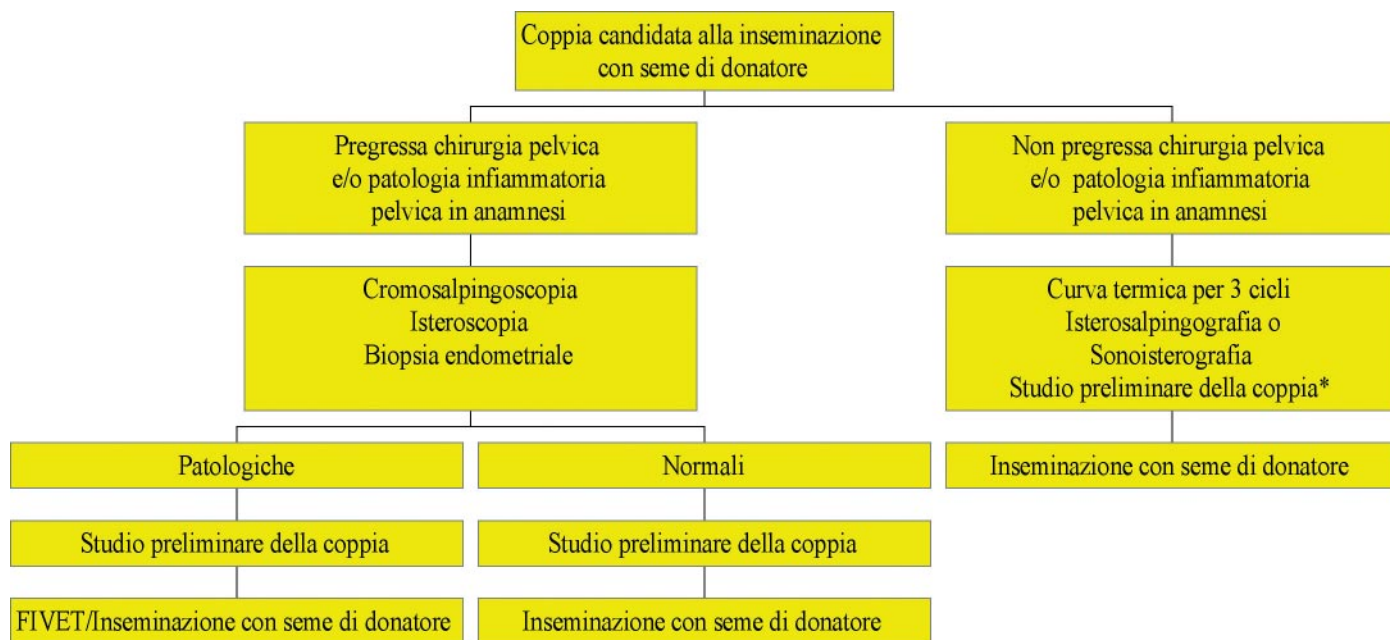 Coppia candidata alla inseminazione
con seme di donatore
Pregressa chirurgia pelvica
e/o patologia infiammatoria
pelvica in anamnesi
Non pregressa chirurgia pelvica
e/o patologia infiammatoria
pelvica in anamnesi
Cromosalpingoscopia
Isteroscopia
Biopsia endometriale
Curva termica per 3 cicli
Isterosalpingografia o
Sonoisterografia
Studio preliminare della coppia*
Patologiche
Normali
Inseminazione con seme di donatore
Studio preliminare della coppia
Studio preliminare della coppia
FIVET/Inseminazione con seme di donatore
Inseminazione con seme di donatore